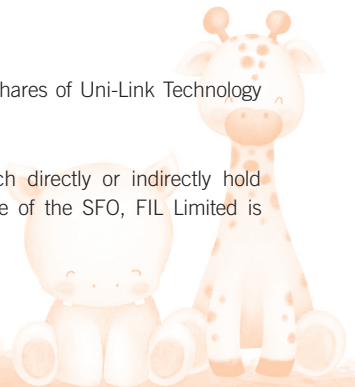 hares of Uni-Link Technology
ch directly or indirectly hold
e of the SFO, FIL Limited is